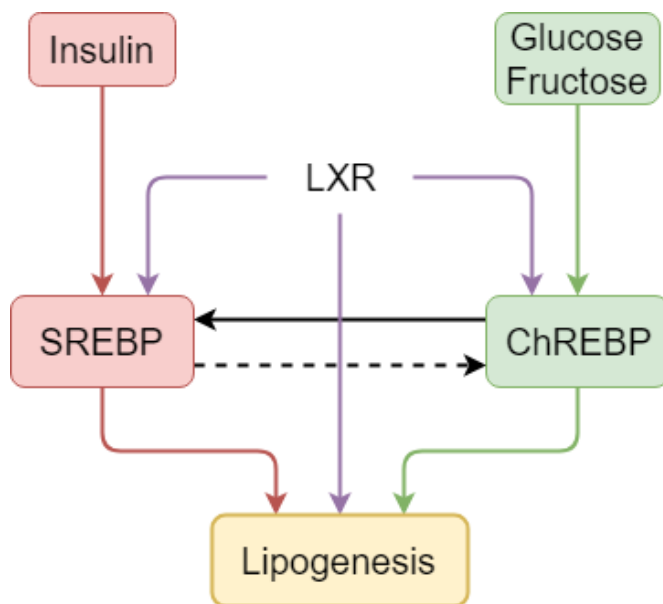 Insulin
Glucose
Fructose
LXR
SREBP
ChREBP
Lipogenesis